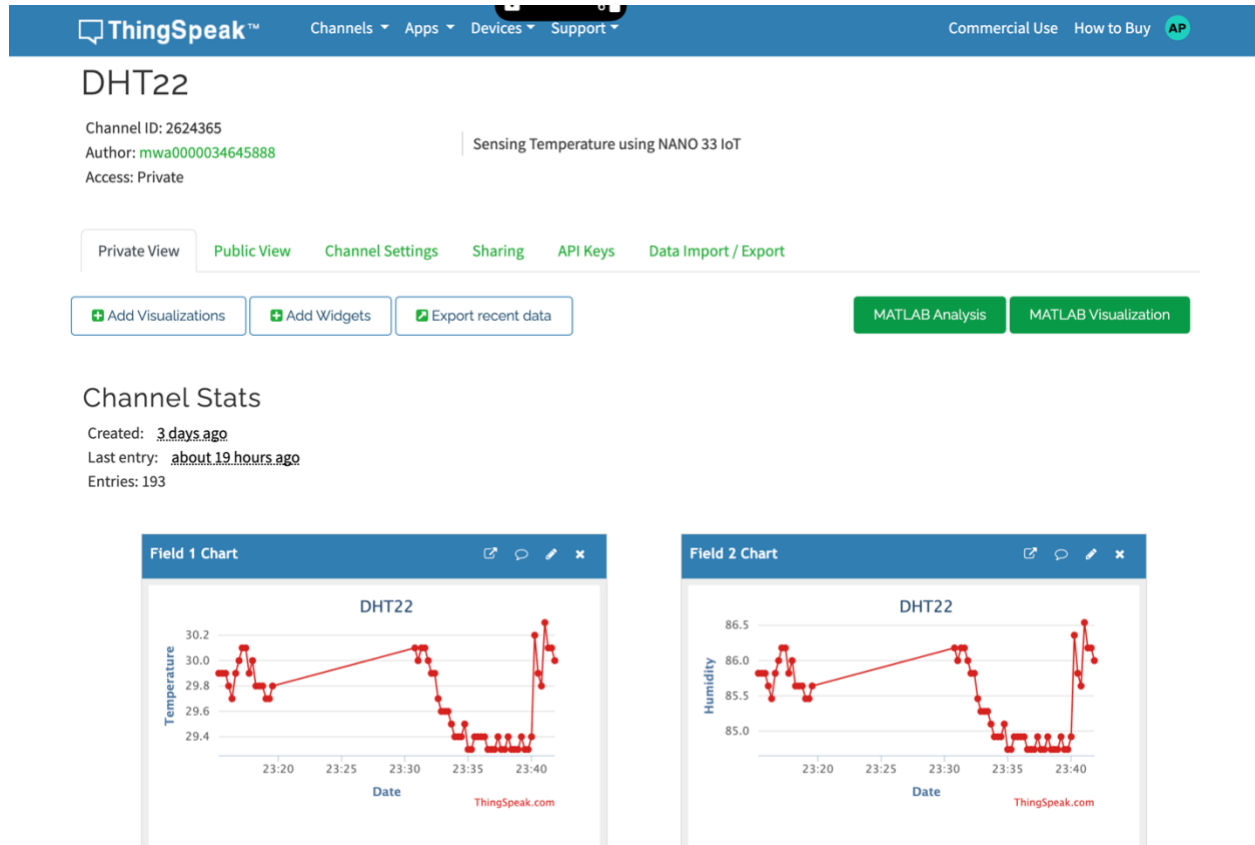 ThingSpeak™ Channels Apps Devices Support Commercial Use How to Buy AP
DHT22
Channel ID: 2624365
Author: mwa0000034645888
Access: Private
Sensing Temperature using NANO 33 IoT
Private View Public View Channel Settings Sharing API Keys Data Import / Export
Add Visualizations Add Widgets Export recent data MATLAB Analysis MATLAB Visualization
Channel Stats
Created: 3 days ago
Last entry: about 19 hours ago
Entries: 193
Field 1 Chart
DHT22
Temperature
30.2
30.0
29.8
29.6
29.4
23:20 23:25 23:30 23:35 23:40
Date
ThingSpeak.com
Field 2 Chart
DHT22
Humidity
86.5
86.0
85.5
85.0
23:20 23:25 23:30 23:35 23:40
Date
ThingSpeak.com